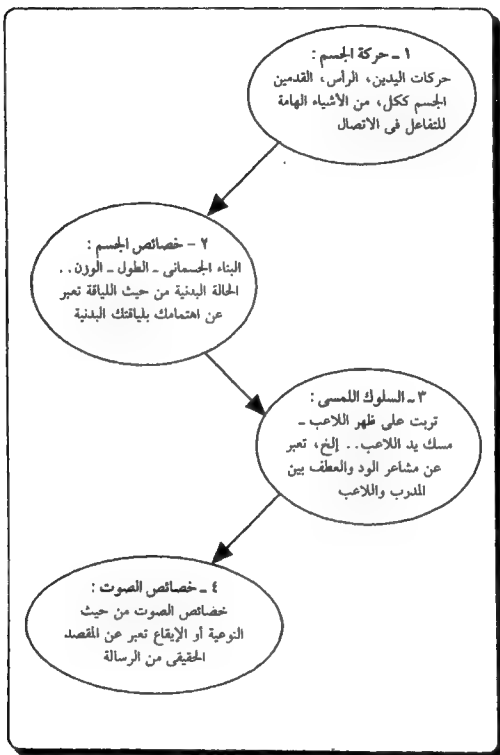 ١ ـ حركة الجسم :
حركات اليدين، الرأس، القدمين
الجسم ككل، من الأشياء الهامة
للتفاعل فى الاتصال
٢ - خصائص الجسم :
البناء الجسمانى ـ الطول ـ الوزن . .
الحالة البدنية من حيث اللياقة تعبر
عن اهتمامك بلياقتك البدنية
٣ ـ السلوك اللمسى :
تربت على ظهر اللاعب ـ
مسك يد اللاعب . . إلخ، تعبر
عن مشاعر الود والعطف بين
المدرب واللاعب
٤ ـ خصائص الصوت :
خصائص الصوت من حيث
النوعية أو الإيقاع تعبر عن المقصد
الحقيقى من الرسالة